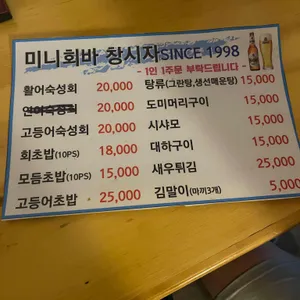 미니회바 창시자SINCE 1998
- 1인 1주문 부탁드립니다 -
활어숙성회 20,000
연어숙성회 20,000
고등어숙성회 20,000
회초밥(10PS) 18,000
모듬초밥(10PS) 15,000
고등어초밥 25,000
탕류(그란탕,생선매운탕) 15,000
도미머리구이 15,000
시샤모 15,000
대하구이 15,000
새우튀김 25,000
김말이(마끼3개) 5,000